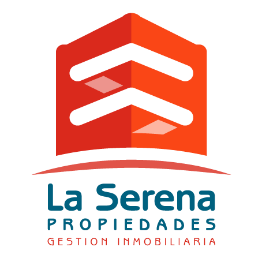 La Serena
PROPIEDADES
GESTION INMOBILIARIA